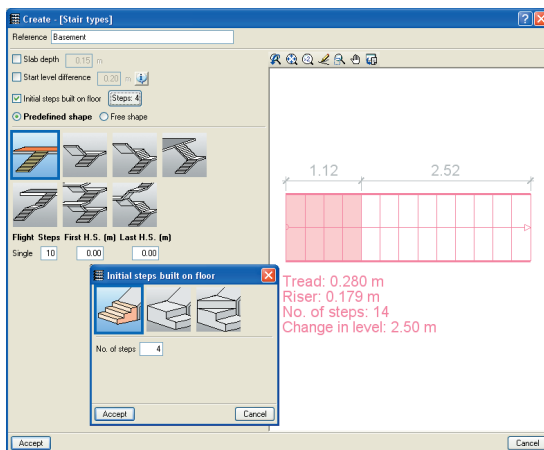 Create - [Stair types]
Reference Basement
Slab depth 0.15 m
Start level difference 0.20 m
Initial steps built on floor Steps: 4
Predefined shape Free shape
Flight Steps First H.S. (m) Last H.S. (m)
Single 10 0.00 0.00
1.12 2.52
Tread: 0.280 m
Riser: 0.179 m
No. of steps: 14
Change in level: 2.50 m
Initial steps built on floor
No. of steps 4
Accept Cancel
Accept Cancel